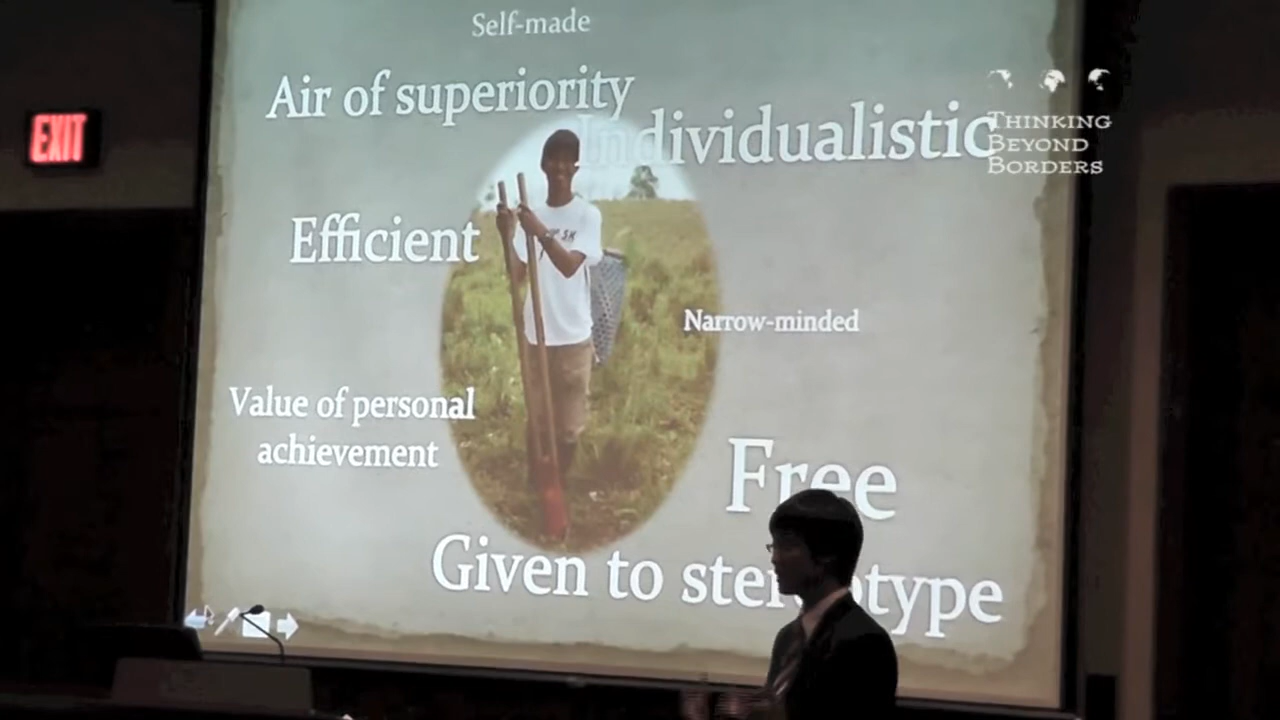 Self-made
Air of superiority
Individualistic
THINKING
BEYOND
BORDERS
EXIT
Efficient
Narrow-minded
Value of personal
achievement
Free
Given to stereotype